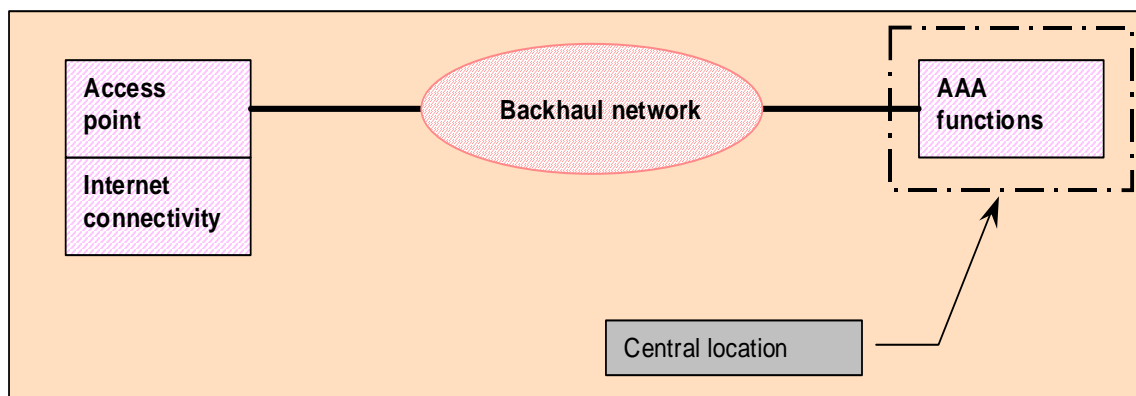 Access
point
Internet
connectivity
Backhaul network
AAA
functions
Central location